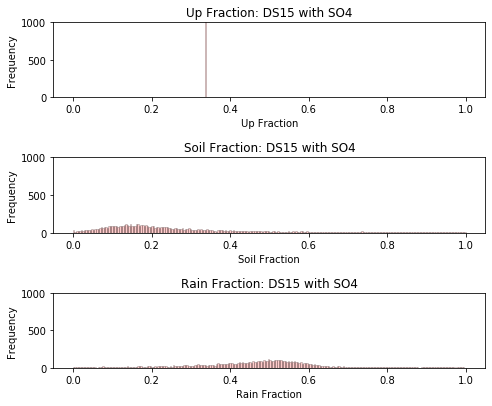 Up Fraction: DS15 with SO4
1000
500
0
Frequency
0.0 0.2 0.4 0.6 0.8 1.0
Up Fraction
Soil Fraction: DS15 with SO4
1000
500
0
Frequency
0.0 0.2 0.4 0.6 0.8 1.0
Soil Fraction
Rain Fraction: DS15 with SO4
1000
500
0
Frequency
0.0 0.2 0.4 0.6 0.8 1.0
Rain Fraction